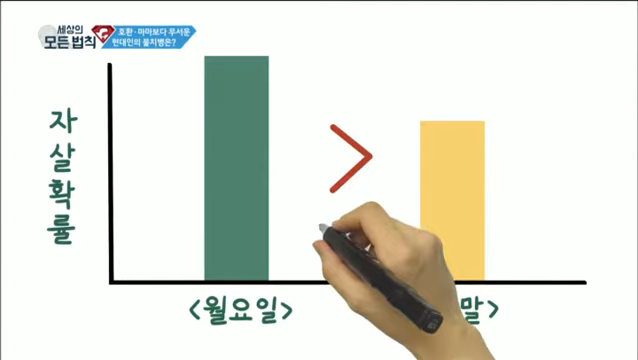 세상의
모든 법칙
호환·마마보다 무서운
현대인의 불치병은?
자살확률
>
<월요일>
말>